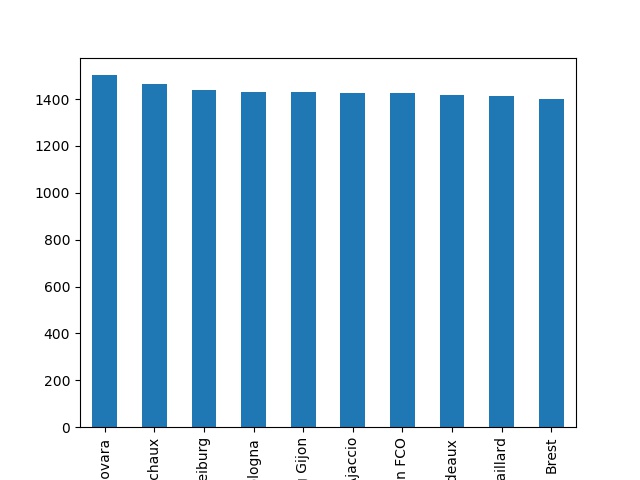 1400
1200
1000
800
600
400
200
0
ovara
chaux
eiburg
logna
Gijon
jaccio
n FCO
deaux
aillard
Brest